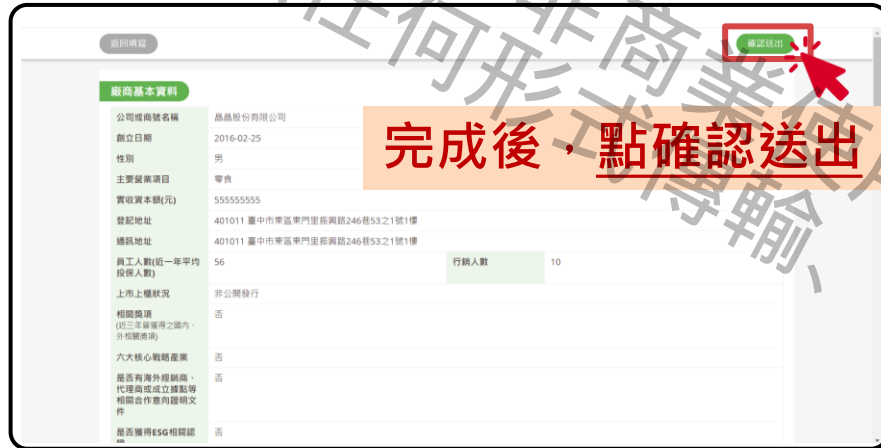 返回填寫
確認送出
廠商基本資料
公司或商號名稱 晶晶股份有限公司
創立日期 2016-02-25
性別 男
主要營業項目 零食
實收資本額(元) 555555555
登記地址 401011 臺中市東區東門里振興路246巷53之1號1樓
通訊地址 401011 臺中市東區東門里振興路246巷53之1號1樓
員工人數(近一年平均
投保人數) 56 行銷人數 10
上市上櫃狀況 非公開發行
相關獎項 否
(近三年曾獲得之國內、
外相關獎項)
六大核心戰略產業 否
是否有海外經銷商、 否
代理商或成立據點等
相關合作意向證明文
件
是否獲得ESG相關認 否
完成後，點確認送出
非商業使用
任何形式傳輸、